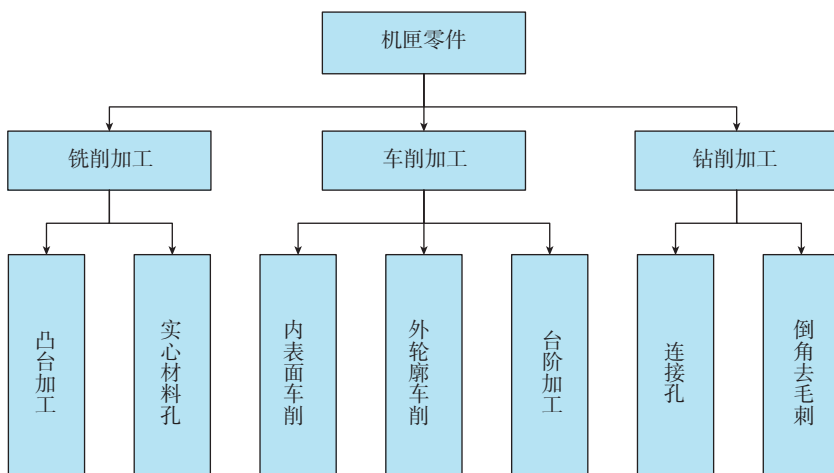 机匣零件
铣削加工
车削加工
钻削加工
凸台加工
实心材料孔
内表面车削
外轮廓车削
台阶加工
连接孔
倒角去毛刺